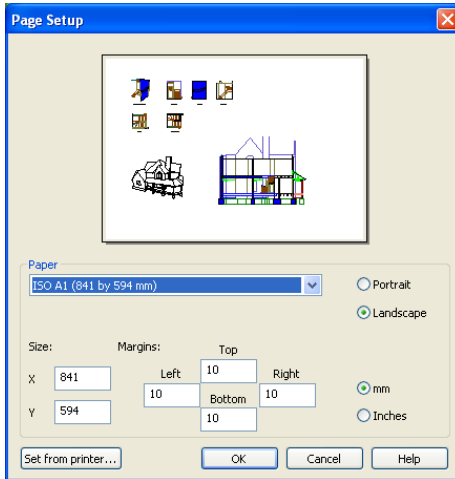 Page Setup
Paper
ISO A1 (841 by 594 mm)
Portrait
Landscape
Size:
Margins:
Top
Left
10
Right
X
841
10
Bottom
10
mm
Y
594
10
Inches
Set from printer...
OK
Cancel
Help